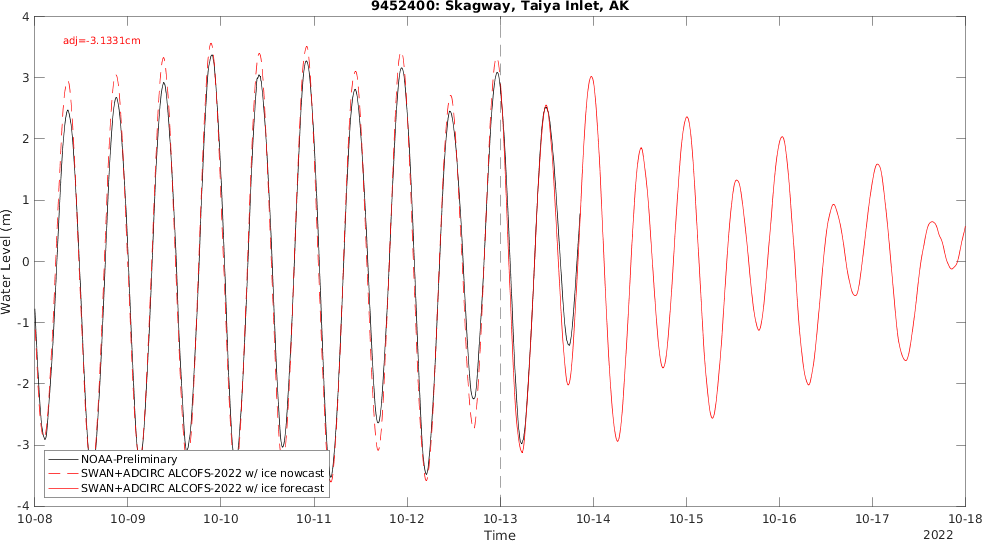 9452400: Skagway, Taiya Inlet, AK
adj=-3.1331cm
Water Level (m)
4
3
2
1
0
-1
-2
-3
-4
NOAA-Preliminary
SWAN+ADCIRC ALCOFS-2022 w/ ice nowcast
SWAN+ADCIRC ALCOFS-2022 w/ ice forecast
10-08 10-09 10-10 10-11 10-12 10-13 10-14 10-15 10-16 10-17 10-18
Time
2022